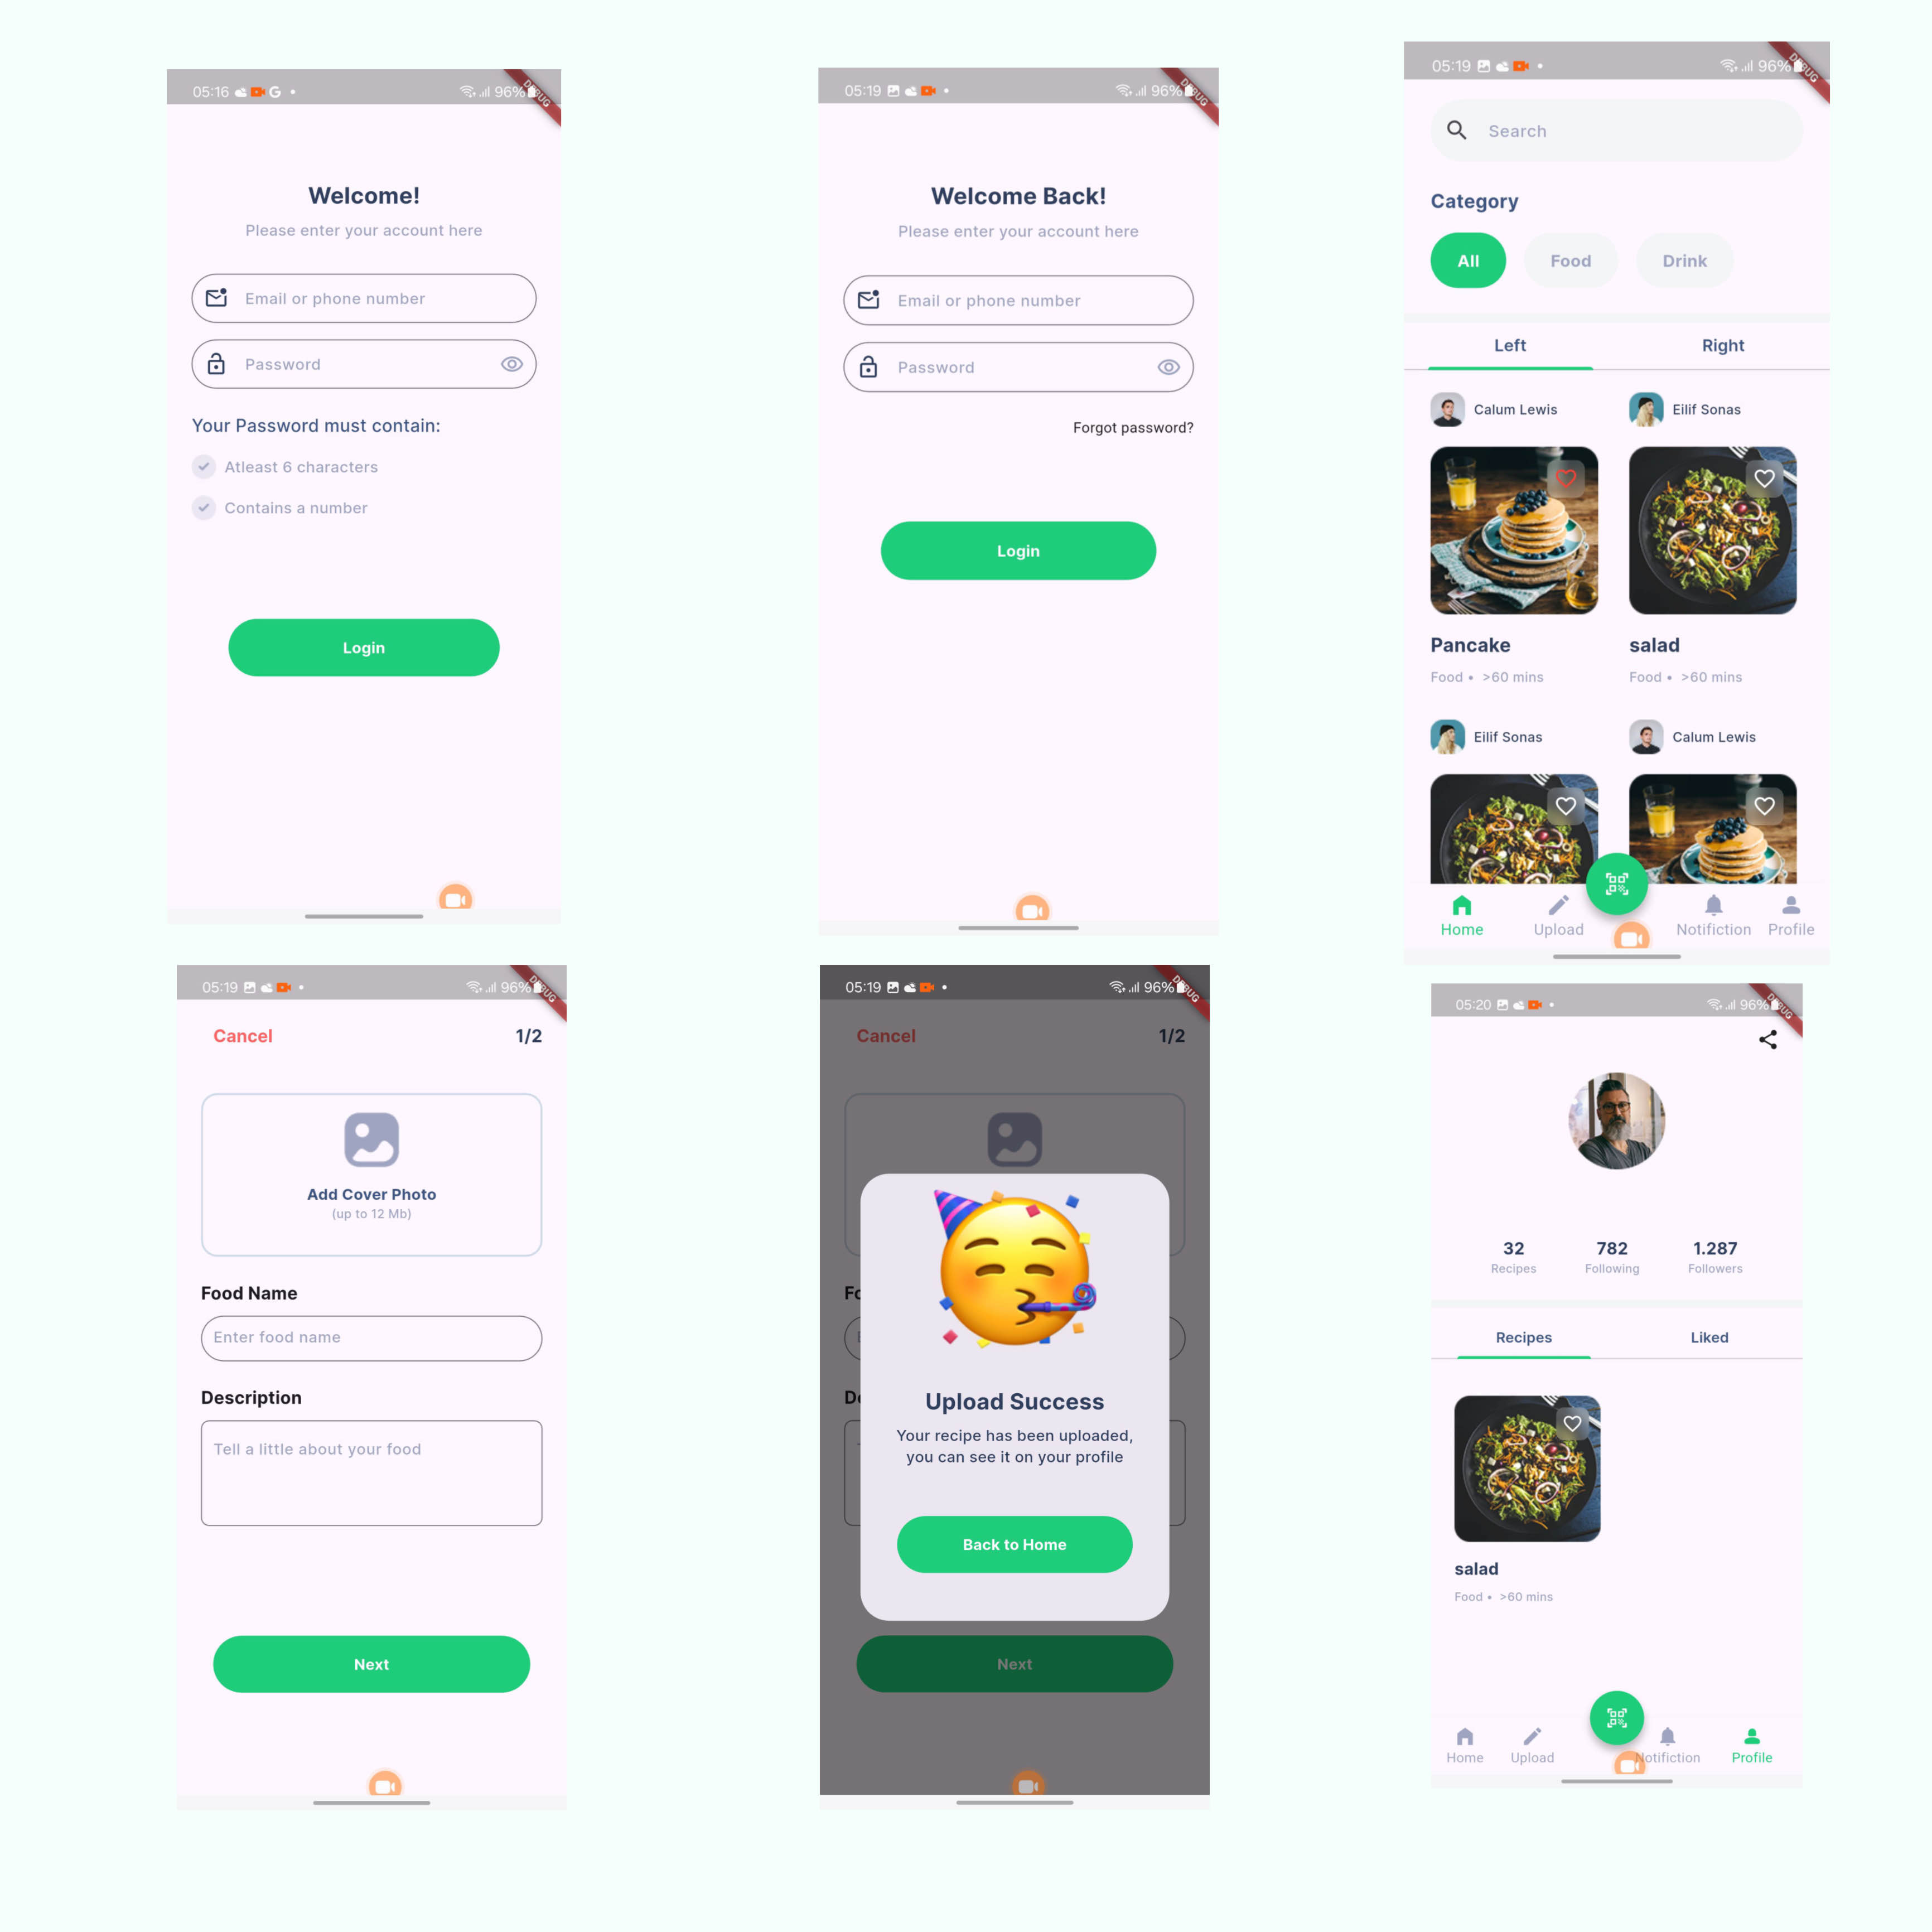 05:16 G 96%
DEBUG
Welcome!
Please enter your account here
Email or phone number
Password
Your Password must contain:
Atleast 6 characters
Contains a number
Login
05:19 96%
DEBUG
Welcome Back!
Please enter your account here
Email or phone number
Password
Forgot password?
Login
05:19 96%
DEBUG
Search
Category
All Food Drink
Left Right
Calum Lewis Eilif Sonas
Pancake salad
Food • >60 mins Food • >60 mins
Eilif Sonas Calum Lewis
Home Upload Notifiction Profile
05:19 96%
DEBUG
Cancel 1/2
Add Cover Photo
(up to 12 Mb)
Food Name
Enter food name
Description
Tell a little about your food
Next
05:19 96%
DEBUG
Cancel 1/2
Fo
Upload Success
De
Your recipe has been uploaded,
you can see it on your profile
Back to Home
Next
05:20 96%
DEBUG
32 782 1.287
Recipes Following Followers
Recipes Liked
salad
Food • >60 mins
Home Upload Notifiction Profile